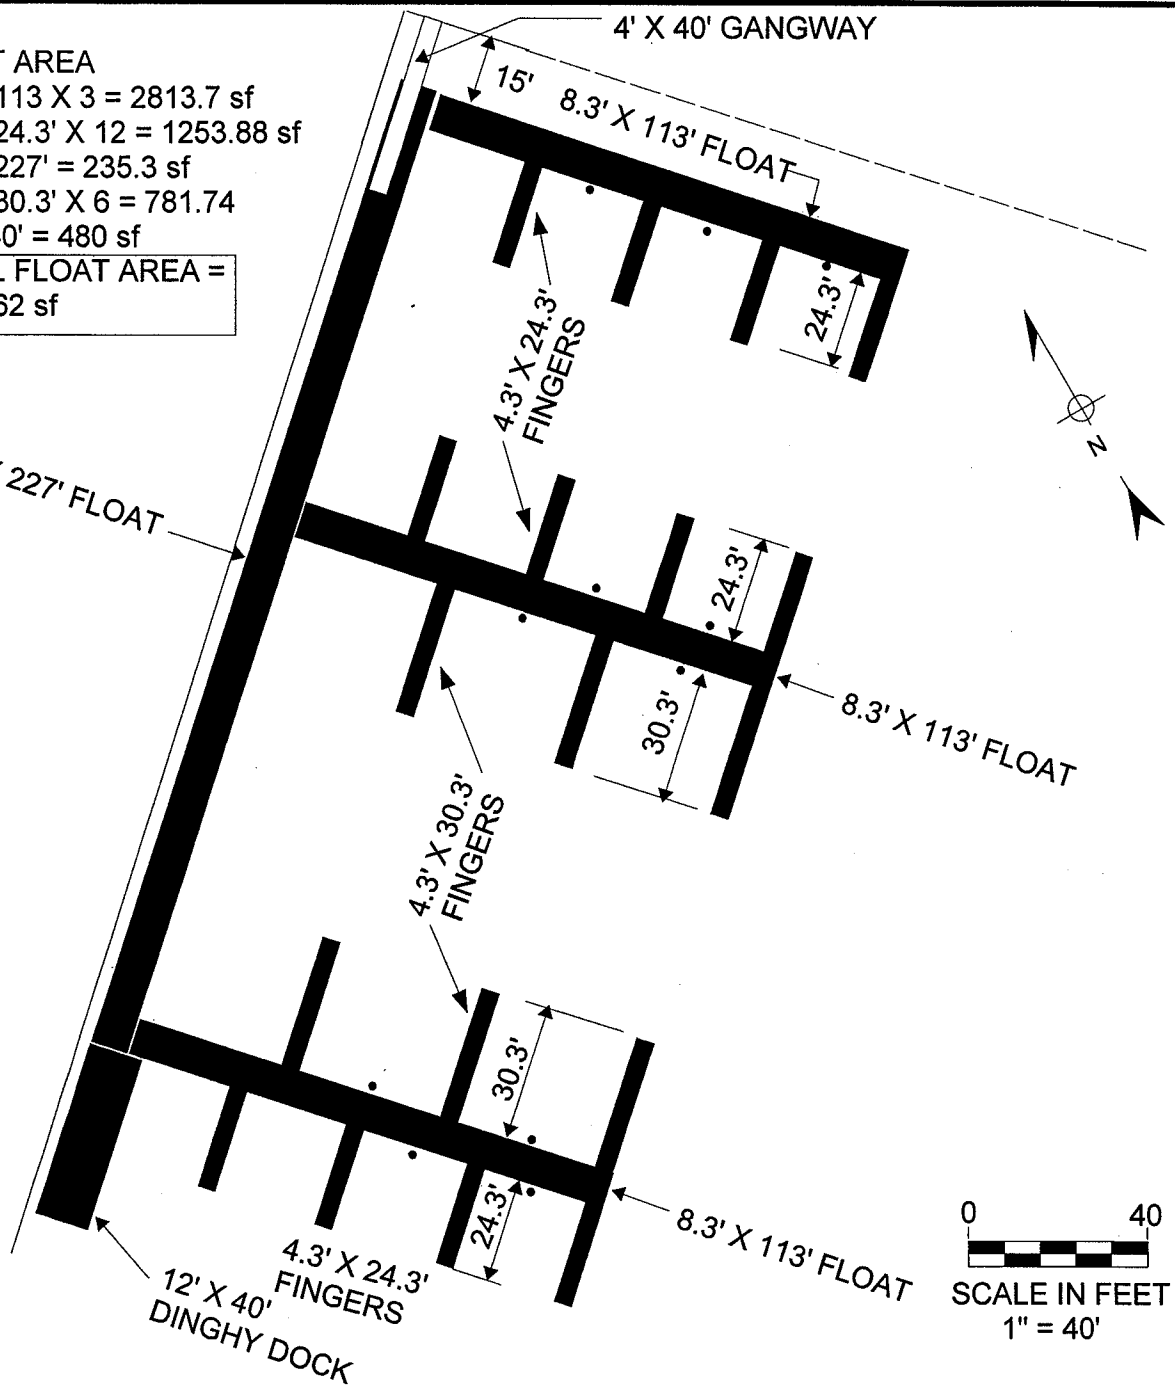 4' X 40' GANGWAY
T AREA
113 X 3 = 2813.7 sf
24.3' X 12 = 1253.88 sf
227' = 235.3 sf
30.3' X 6 = 781.74
40' = 480 sf
FLOAT AREA =
62 sf
15'
8.3' X 113' FLOAT
24.3'
4.3' X 24.3'
FINGERS
N
227' FLOAT
24.3'
30.3'
8.3' X 113' FLOAT
4.3' X 30.3'
FINGERS
30.3'
24.3'
8.3' X 113' FLOAT
4.3' X 24.3'
FINGERS
12' X 40'
DINGHY DOCK
0 40
SCALE IN FEET
1" = 40'